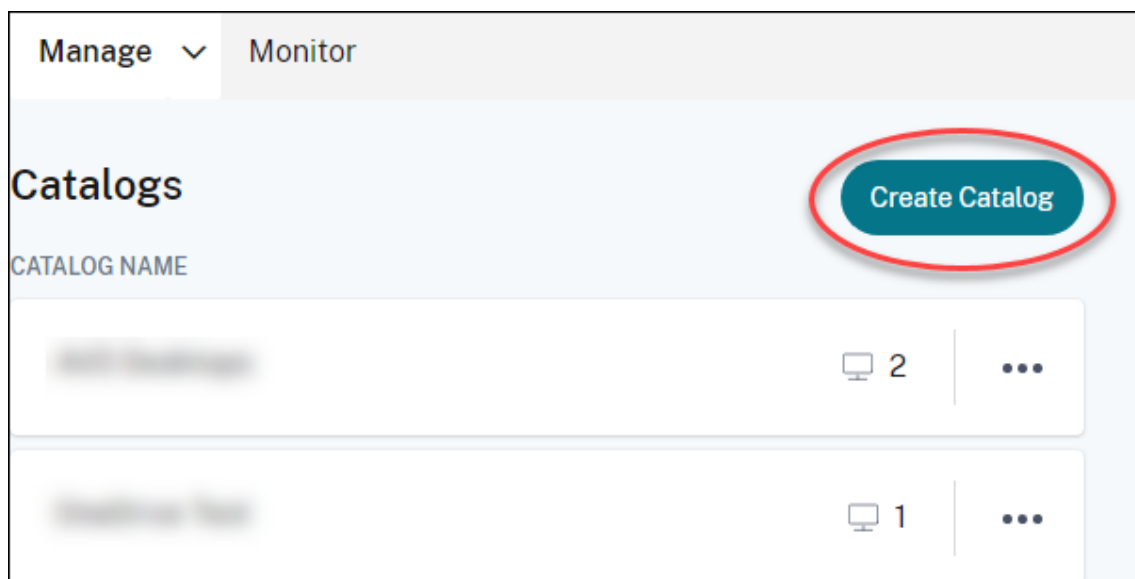 Manage Monitor
Catalogs
Create Catalog
CATALOG NAME
2
1